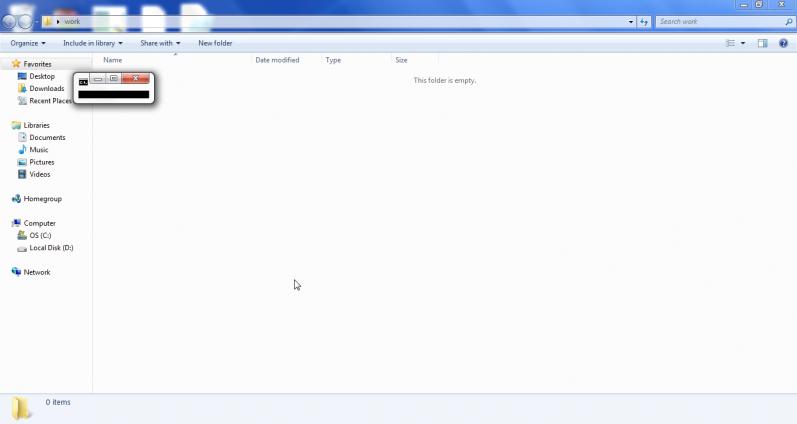 work
Search work
Organize Include in library Share with New folder
Name Date modified Type Size
This folder is empty.
Favorites
Desktop
Downloads
Recent Places
Libraries
Documents
Music
Pictures
Videos
Homegroup
Computer
OS (C:)
Local Disk (D:)
Network
0 items